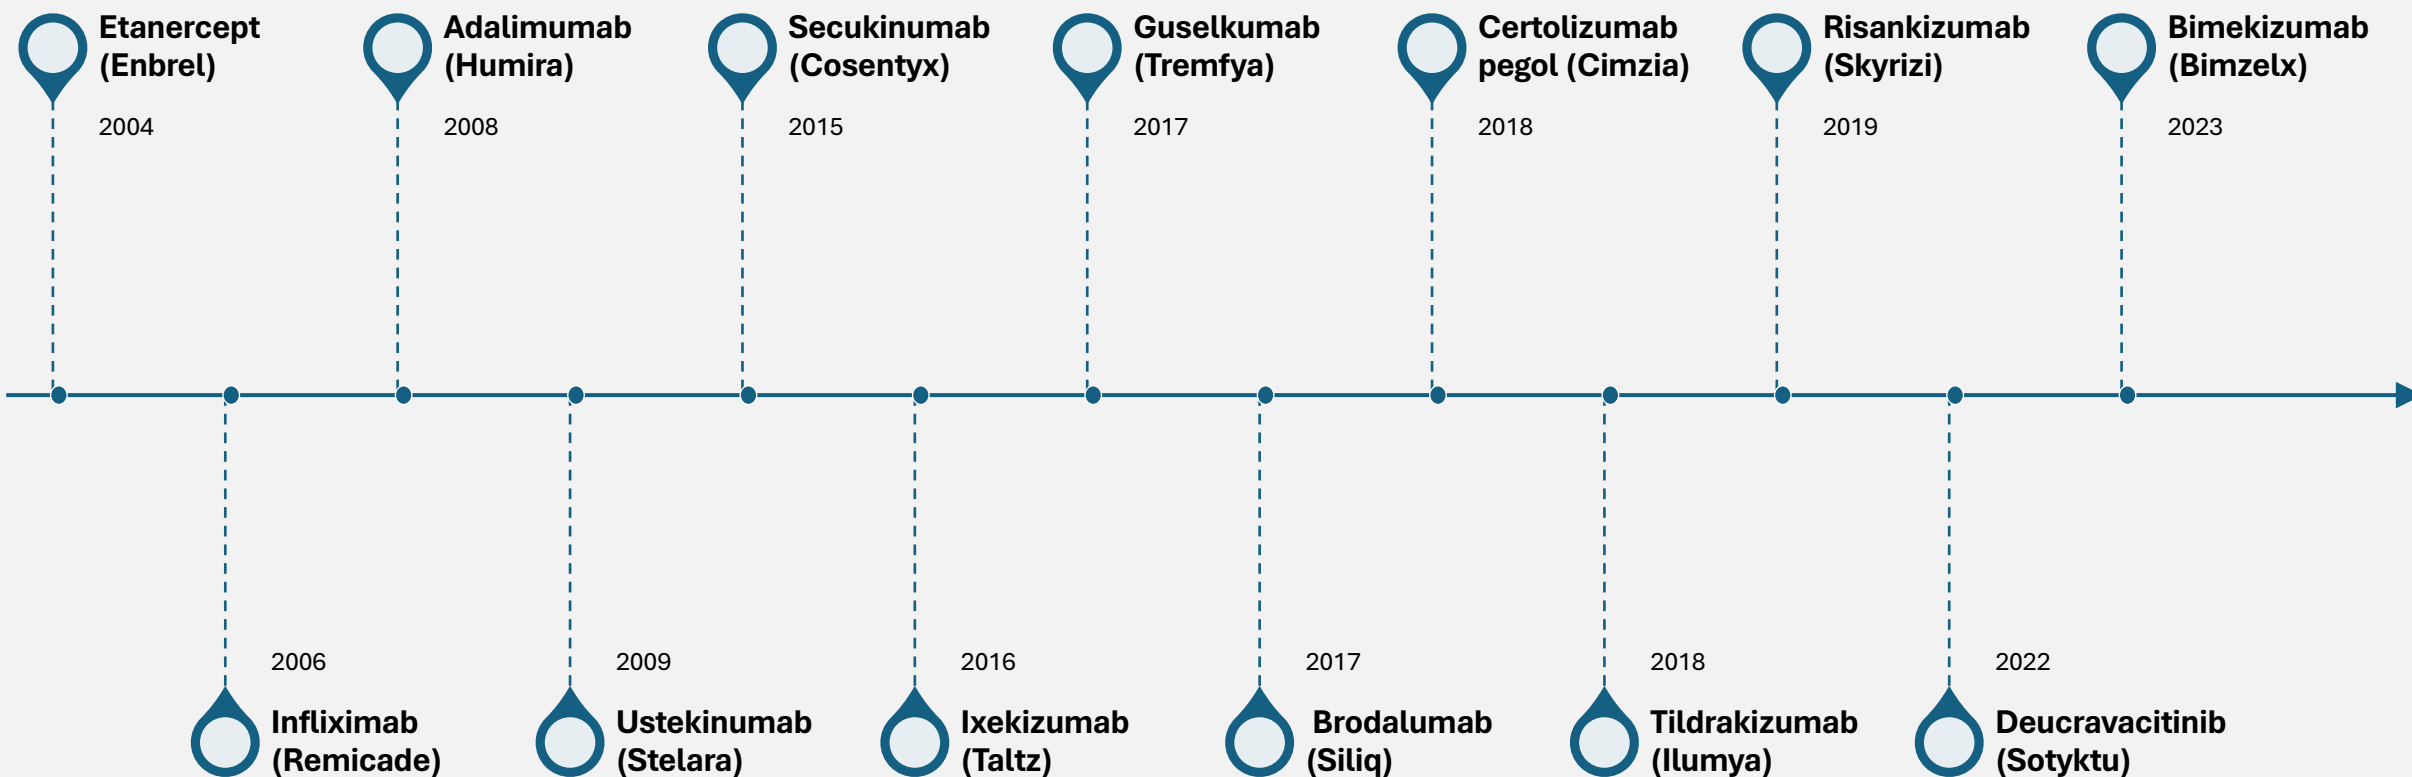 Etanercept
(Enbrel)
2004
Adalimumab
(Humira)
2008
Secukinumab
(Cosentyx)
2015
Guselkumab
(Tremfya)
2017
Certolizumab
pegol (Cimzia)
2018
Risankizumab
(Skyrizi)
2019
Bimekizumab
(Bimzelx)
2023
2006
Infliximab
(Remicade)
2009
Ustekinumab
(Stelara)
2016
Ixekizumab
(Taltz)
2017
Brodalumab
(Siliq)
2018
Tildrakizumab
(Ilumya)
2022
Deucravacitinib
(Sotyktu)